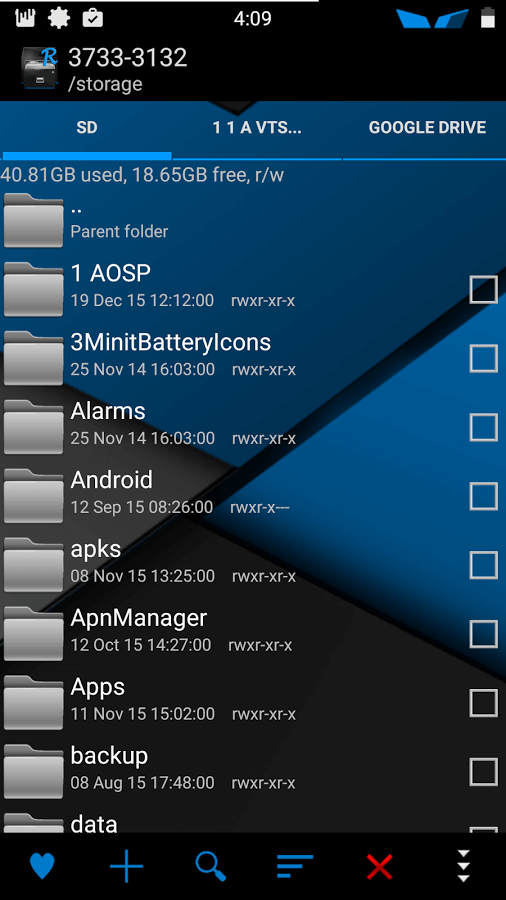 4:09
R
3733-3132
/storage
SD
1 1 A VTS...
GOOGLE DRIVE
40.81GB used, 18.65GB free, r/w
..
Parent folder
1 AOSP
19 Dec 15 12:12:00 rwxr-xr-x
3MinitBatteryIcons
25 Nov 14 16:03:00 rwxr-xr-x
Alarms
25 Nov 14 16:03:00 rwxr-xr-x
Android
12 Sep 15 08:26:00 rwxr-x---
apks
08 Nov 15 13:25:00 rwxr-xr-x
ApnManager
12 Oct 15 14:27:00 rwxr-xr-x
Apps
11 Nov 15 15:02:00 rwxr-xr-x
backup
08 Aug 15 17:48:00 rwxr-xr-x
data